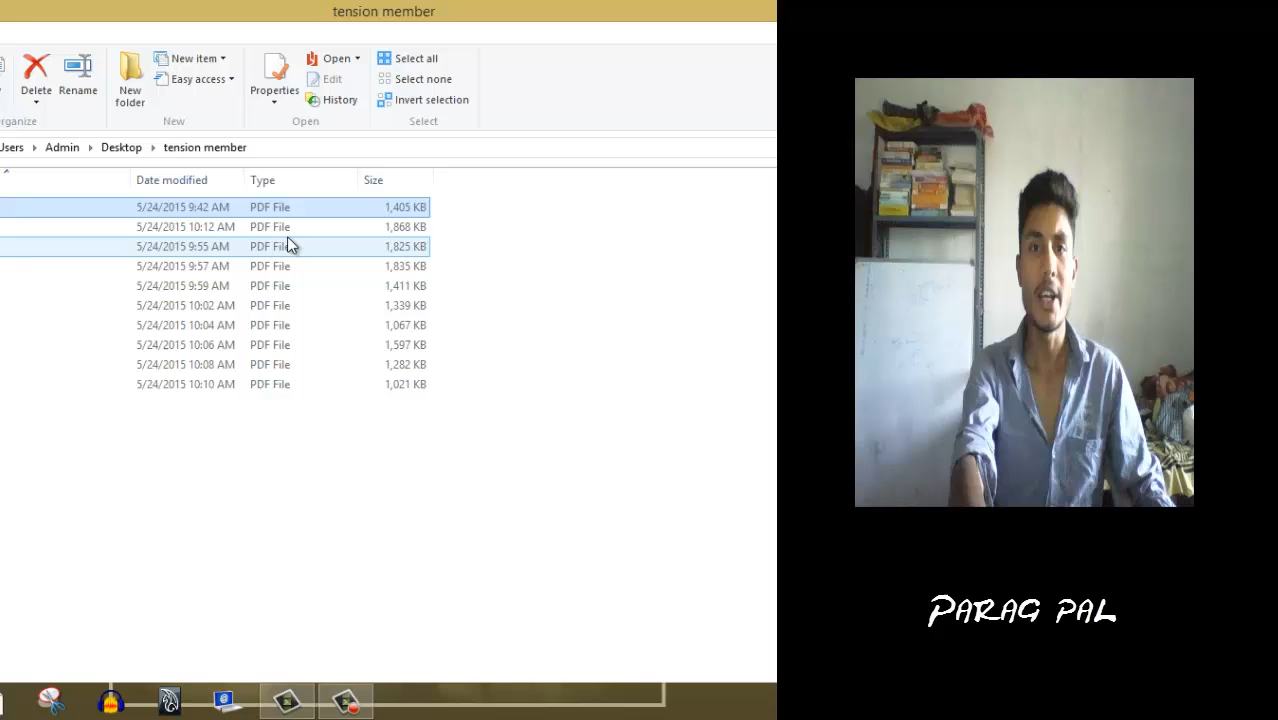 tension member
New item
Open
Select all
Easy access
Edit
Select none
Delete
Rename
New folder
Properties
History
Invert selection
New
Open
Select
Admin
Desktop
tension member
Date modified
Type
Size
5/24/2015 9:42 AM PDF File 1,405 KB
5/24/2015 10:12 AM PDF File 1,868 KB
5/24/2015 9:55 AM PDF File 1,825 KB
5/24/2015 9:57 AM PDF File 1,835 KB
5/24/2015 9:59 AM PDF File 1,411 KB
5/24/2015 10:02 AM PDF File 1,339 KB
5/24/2015 10:04 AM PDF File 1,067 KB
5/24/2015 10:06 AM PDF File 1,597 KB
5/24/2015 10:08 AM PDF File 1,282 KB
5/24/2015 10:10 AM PDF File 1,021 KB
PARAG PAL